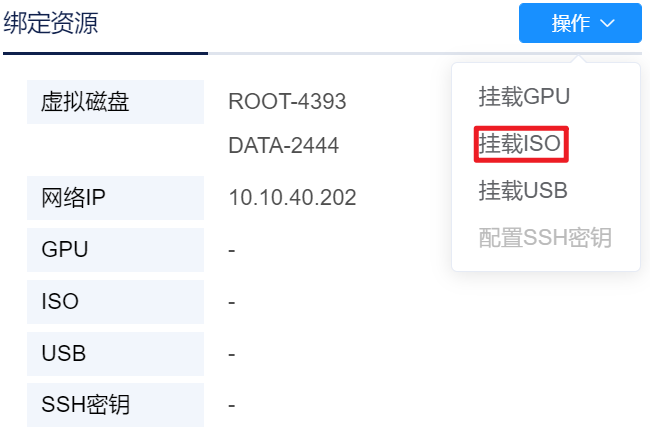 绑定资源
操作
虚拟磁盘 ROOT-4393
DATA-2444
网络IP 10.10.40.202
GPU -
ISO -
USB -
SSH密钥 -
挂载GPU
挂载ISO
挂载USB
配置SSH密钥